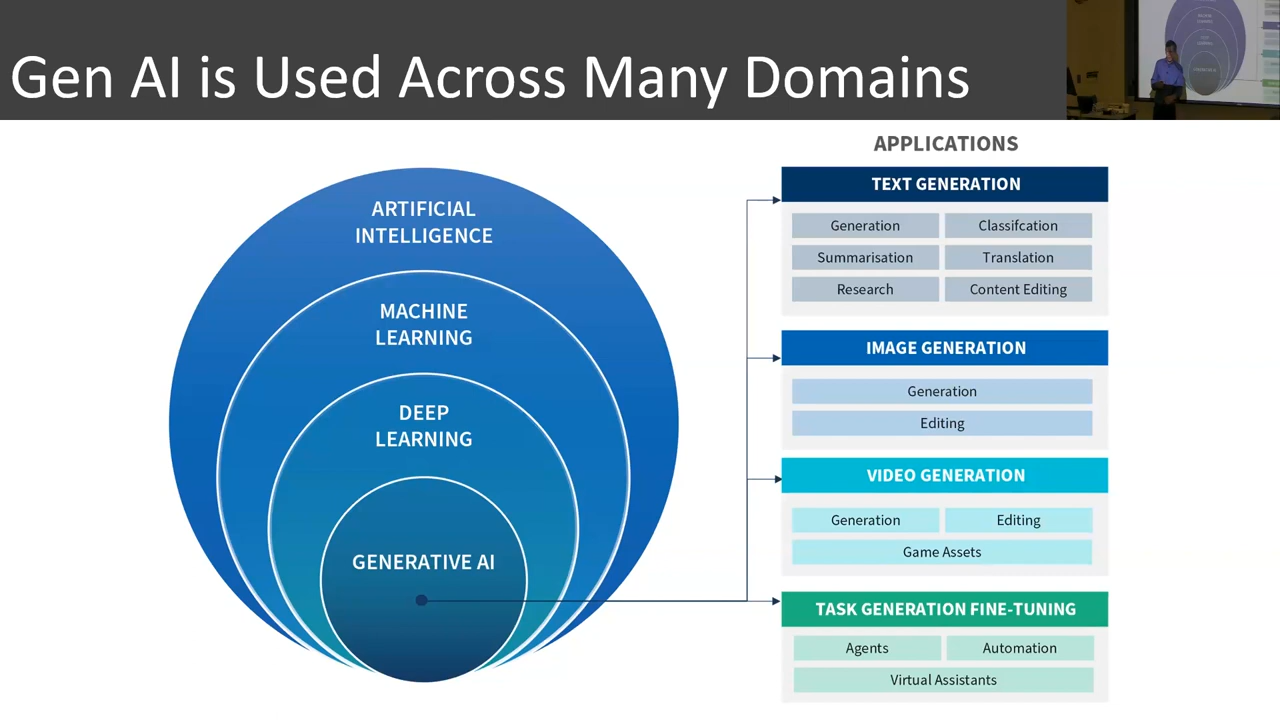 Gen AI is Used Across Many Domains
ARTIFICIAL
INTELLIGENCE
MACHINE
LEARNING
DEEP
LEARNING
GENERATIVE AI
APPLICATIONS
TEXT GENERATION
Generation
Classifcation
Summarisation
Translation
Research
Content Editing
IMAGE GENERATION
Generation
Editing
VIDEO GENERATION
Generation
Editing
Game Assets
TASK GENERATION FINE-TUNING
Agents
Automation
Virtual Assistants